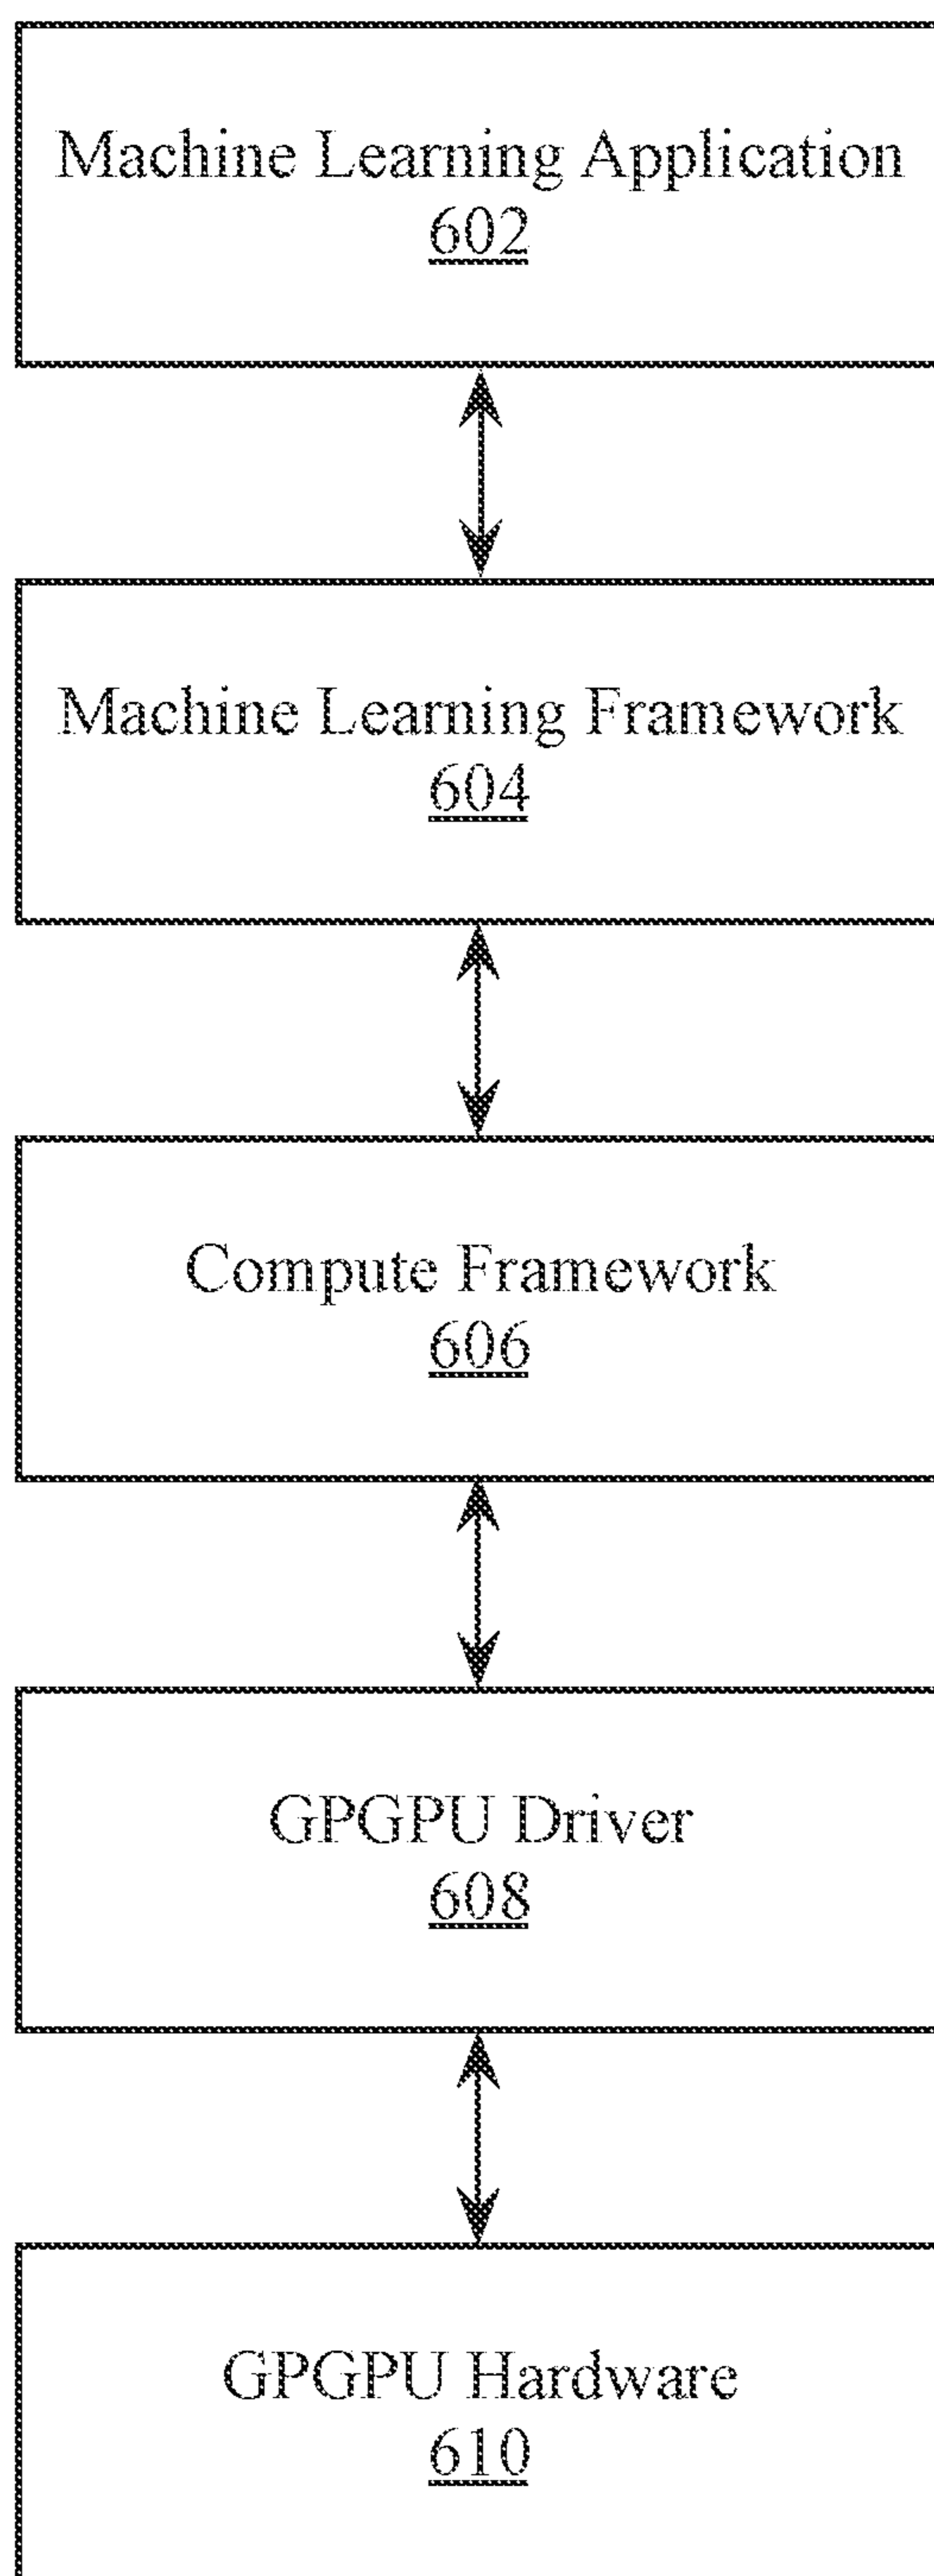 Machine Learning Application
602
Machine Learning Framework
604
Compute Framework
606
GPGPU Driver
608
GPGPU Hardware
610